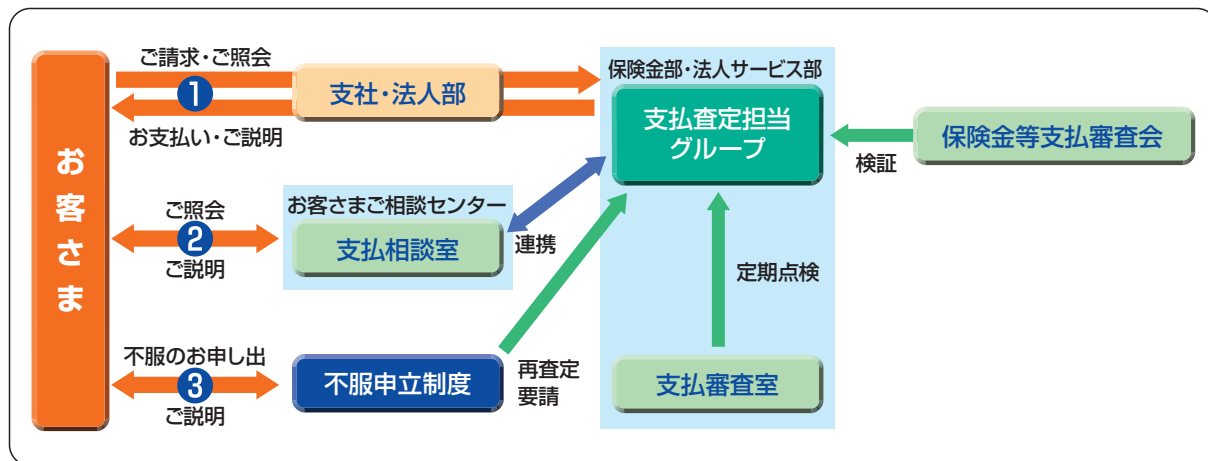 お客さま
ご請求・ご照会
1
お支払い・ご説明
支社・法人部
保険金部・法人サービス部
支払査定担当
グループ
検証
保険金等支払審査会
ご照会
2
ご説明
お客さまご相談センター
支払相談室
連携
定期点検
不服のお申し出
3
ご説明
不服申立制度
再査定
要請
支払審査室